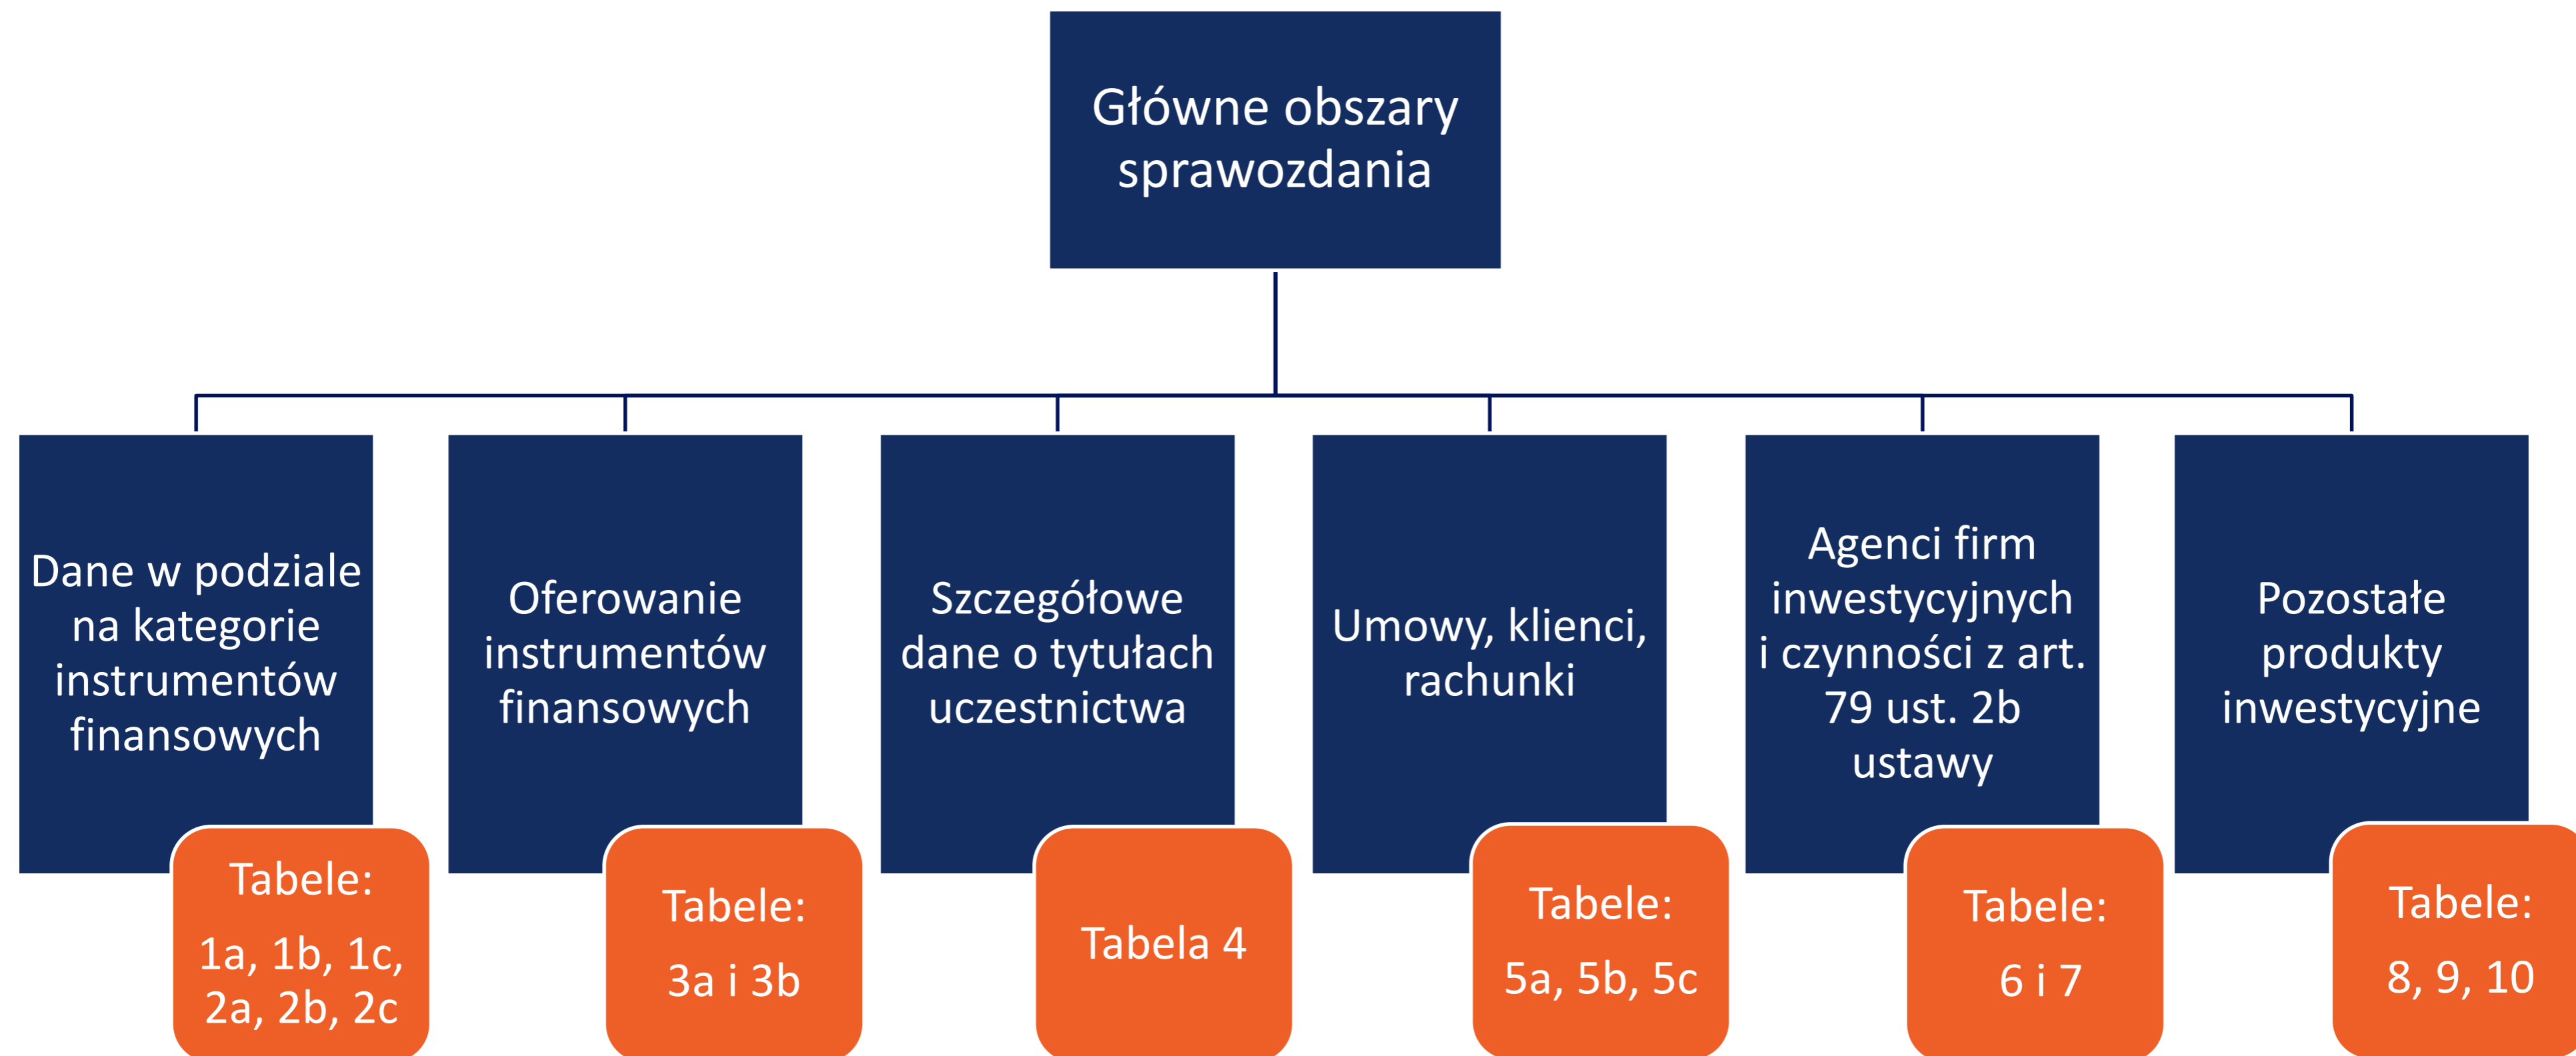 Główne obszary
sprawozdania
Dane w podziale
na kategorie
instrumentów
finansowych
Tabele:
1a, 1b, 1c,
2a, 2b, 2c
Oferowanie
instrumentów
finansowych
Tabele:
3a i 3b
Szczegółowe
dane o tytułach
uczestnictwa
Tabela 4
Umowy, klienci,
rachunki
Tabele:
5a, 5b, 5c
Agenci firm
inwestycyjnych
i czynności z art.
79 ust. 2b
ustawy
Tabele:
6 i 7
Pozostałe
produkty
inwestycyjne
Tabele:
8, 9, 10